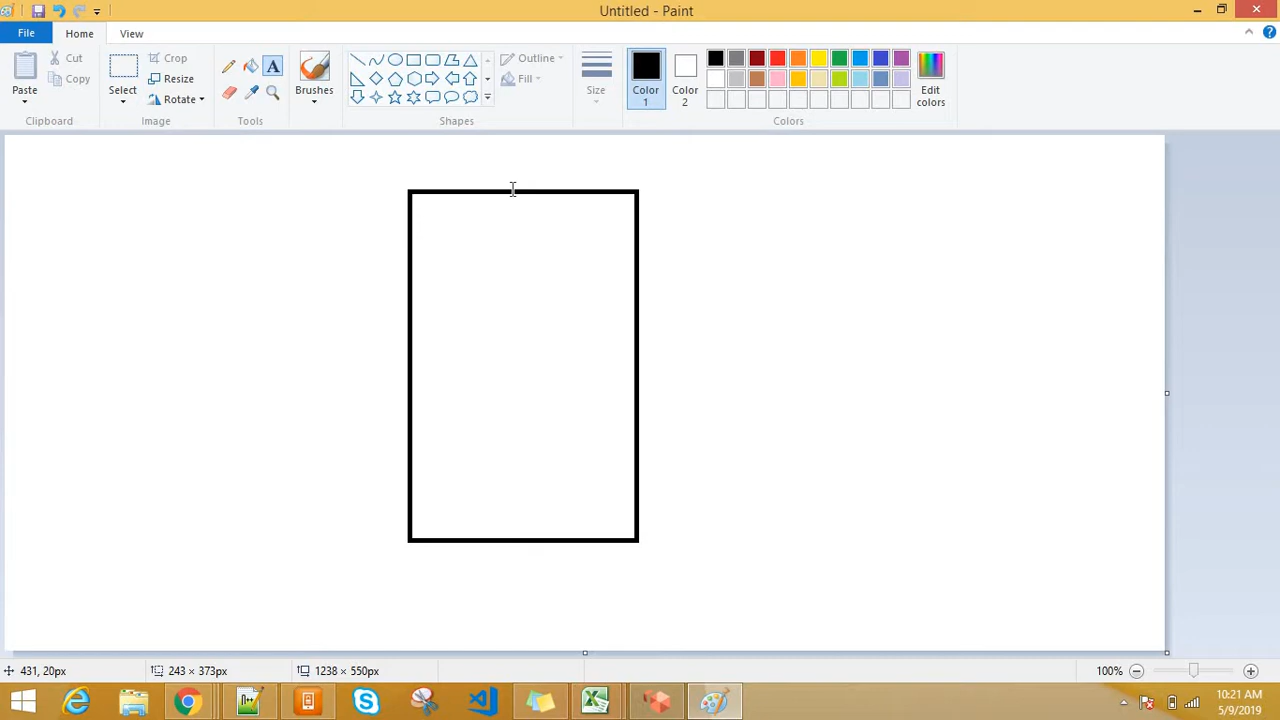 Untitled - Paint
File
Home
View
Paste
Cut
Copy
Clipboard
Select
Crop
Resize
Rotate
Image
A
Tools
Brushes
Shapes
Outline
Fill
Size
Color 1
Color 2
Edit colors
Colors
431, 20px
243 × 373px
1238 × 550px
100%
10:21 AM
5/9/2019